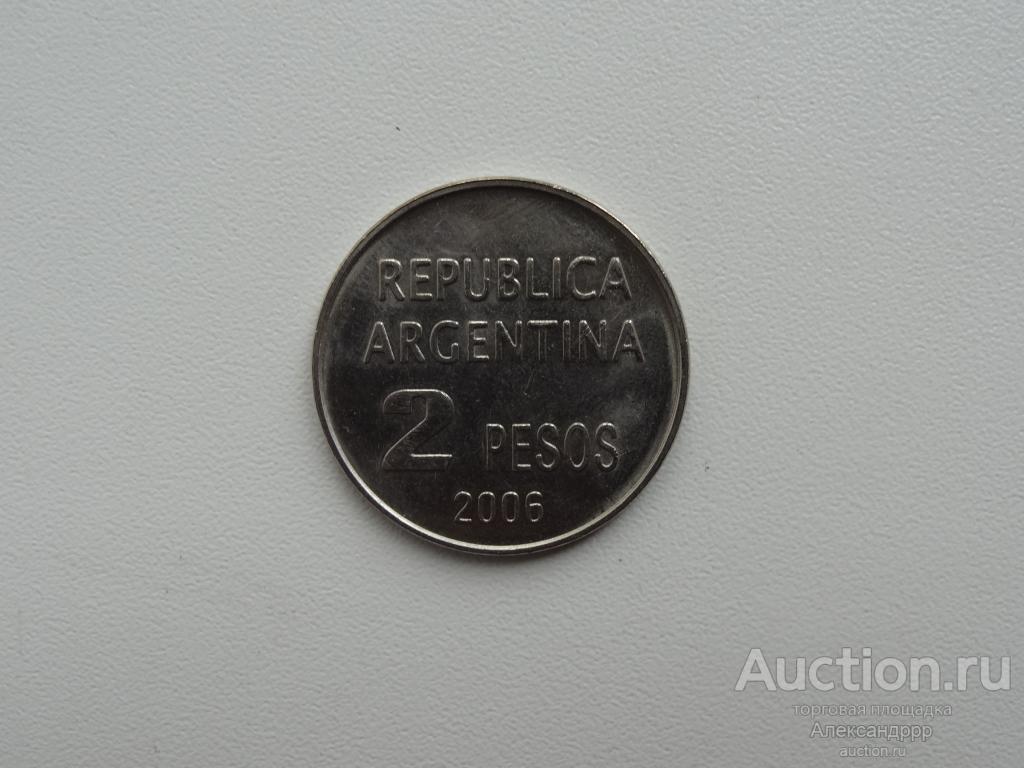 REPUBLICA
ARGENTINA
2 PESOS
2006
Auction.ru
торговая площадка
Александррр
auction.ru